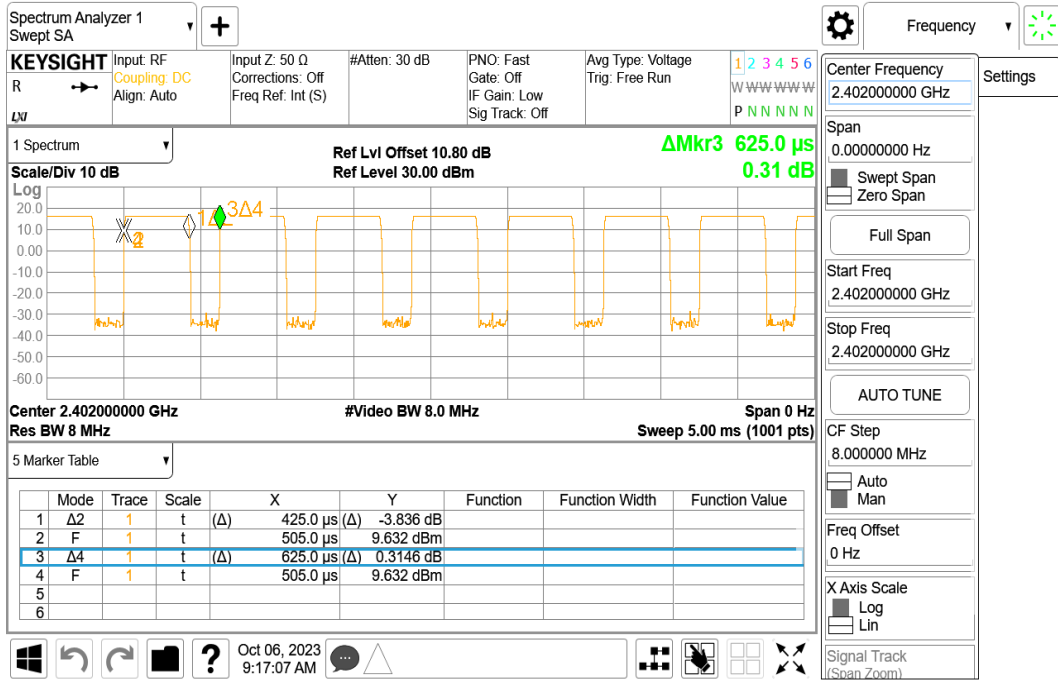 Spectrum Analyzer 1
Swept SA
Frequency
KEYSIGHT
R
LXI
Input: RF
Coupling: DC
Align: Auto
Input Z: 50 Ω
Corrections: Off
Freq Ref: Int (S)
#Atten: 30 dB
PNO: Fast
Gate: Off
IF Gain: Low
Sig Track: Off
Avg Type: Voltage
Trig: Free Run
1 2 3 4 5 6
W W W W W W
P N N N N N
1 Spectrum
Scale/Div 10 dB
Ref Lvl Offset 10.80 dB
Ref Level 30.00 dBm
ΔMkr3 625.0 µs
0.31 dB
Log
20.0
10.0
0.00
-10.0
-20.0
-30.0
-40.0
-50.0
-60.0
3Δ4
Center 2.402000000 GHz
#Video BW 8.0 MHz
Span 0 Hz
Res BW 8 MHz
Sweep 5.00 ms (1001 pts)
5 Marker Table
Mode Trace Scale X Y Function Function Width Function Value
1 Δ2 1 t (Δ) 425.0 µs (Δ) -3.836 dB
2 F 1 t 505.0 µs 9.632 dBm
3 Δ4 1 t (Δ) 625.0 µs (Δ) 0.3146 dB
4 F 1 t 505.0 µs 9.632 dBm
5
6
Oct 06, 2023
9:17:07 AM
Center Frequency
2.402000000 GHz
Settings
Span
0.00000000 Hz
Swept Span
Zero Span
Full Span
Start Freq
2.402000000 GHz
Stop Freq
2.402000000 GHz
AUTO TUNE
CF Step
8.000000 MHz
Auto
Man
Freq Offset
0 Hz
X Axis Scale
Log
Lin
Signal Track
(Span Zoom)